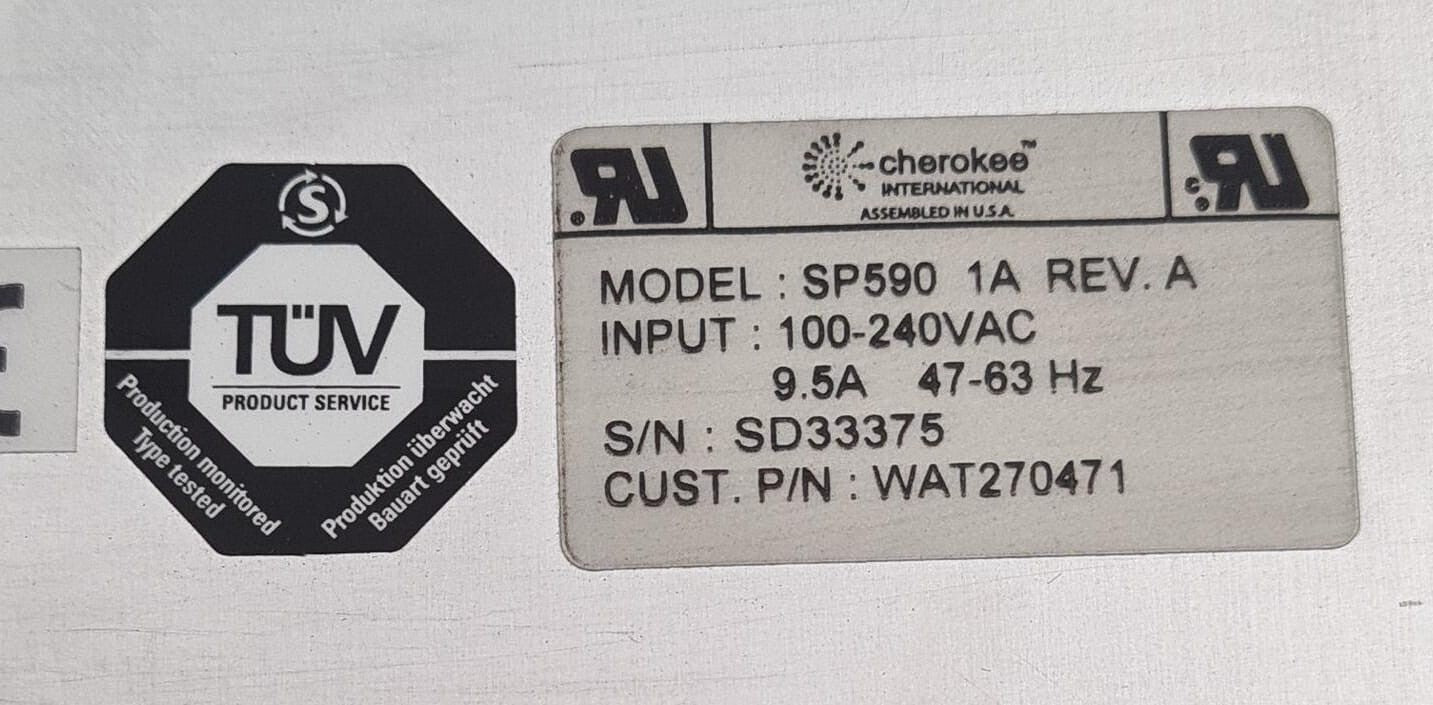 S
TÜV
PRODUCT SERVICE
Production monitored
Type tested
Produktion überwacht
Bauart geprüft
cherokee™
INTERNATIONAL
ASSEMBLED IN U.S.A.
MODEL : SP590 1A REV. A
INPUT : 100-240VAC
9.5A 47-63 Hz
S/N : SD33375
CUST. P/N : WAT270471